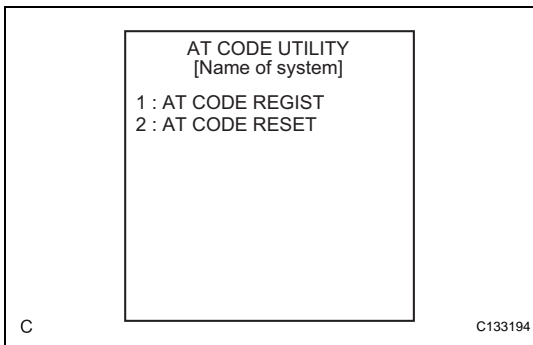 AT CODE UTILITY
[Name of system]
1 : AT CODE REGIST
2 : AT CODE RESET
C
C133194